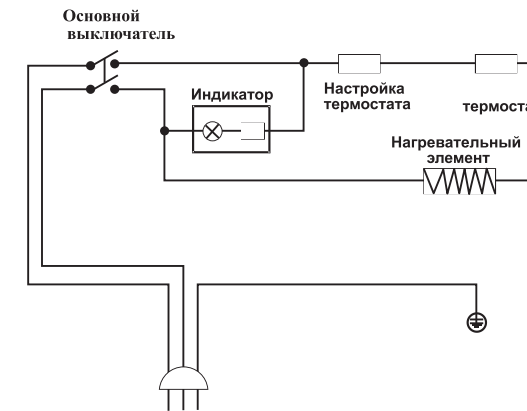 Основной
выключатель
Индикатор
Настройка
термостата
Нагревательный
элемент